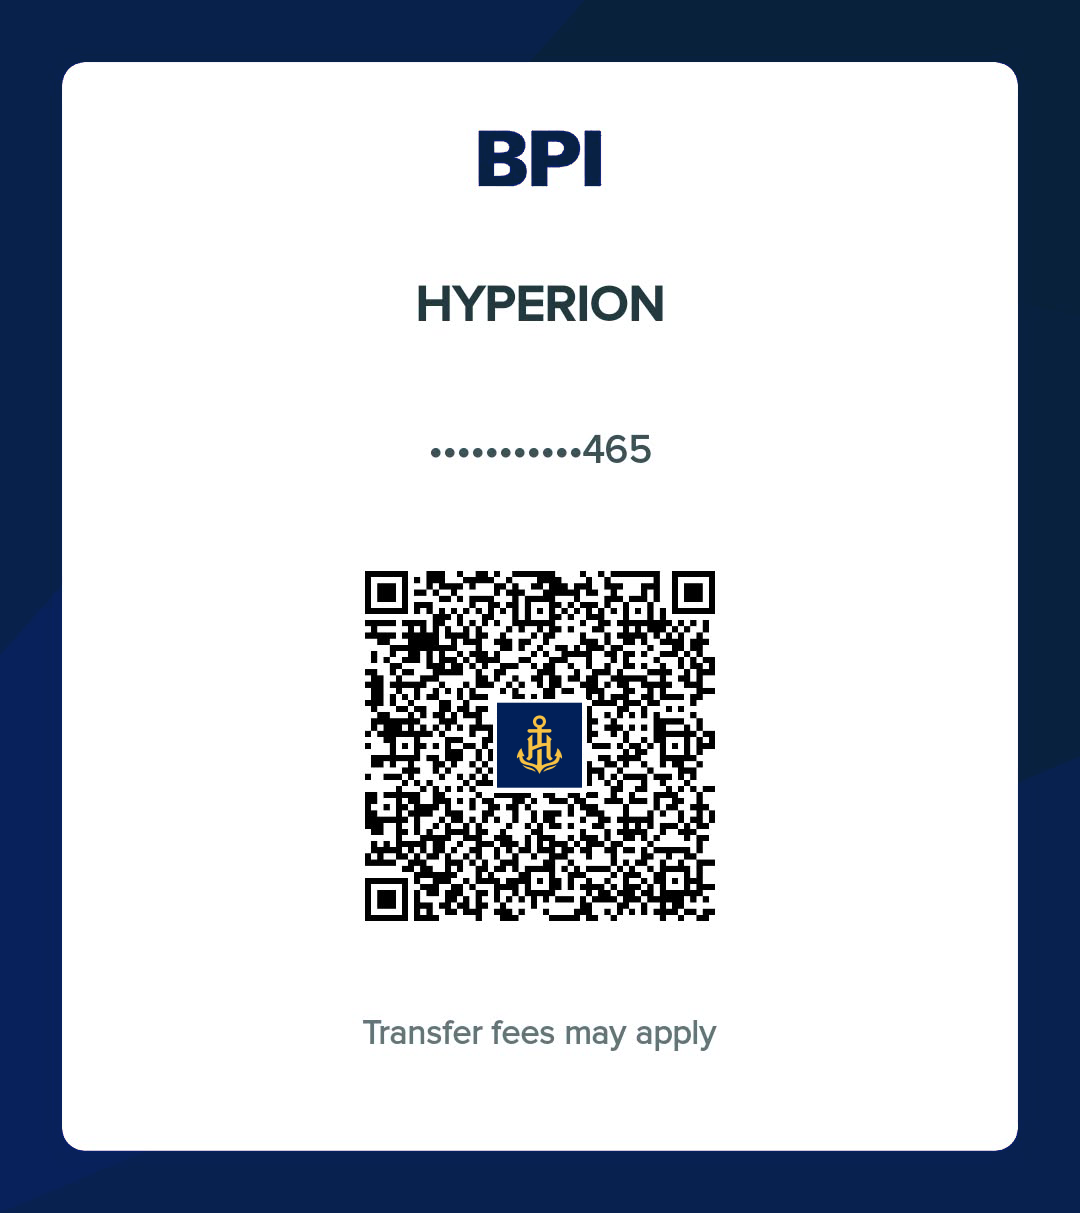 BPI
HYPERION
•••••••••••465
Transfer fees may apply